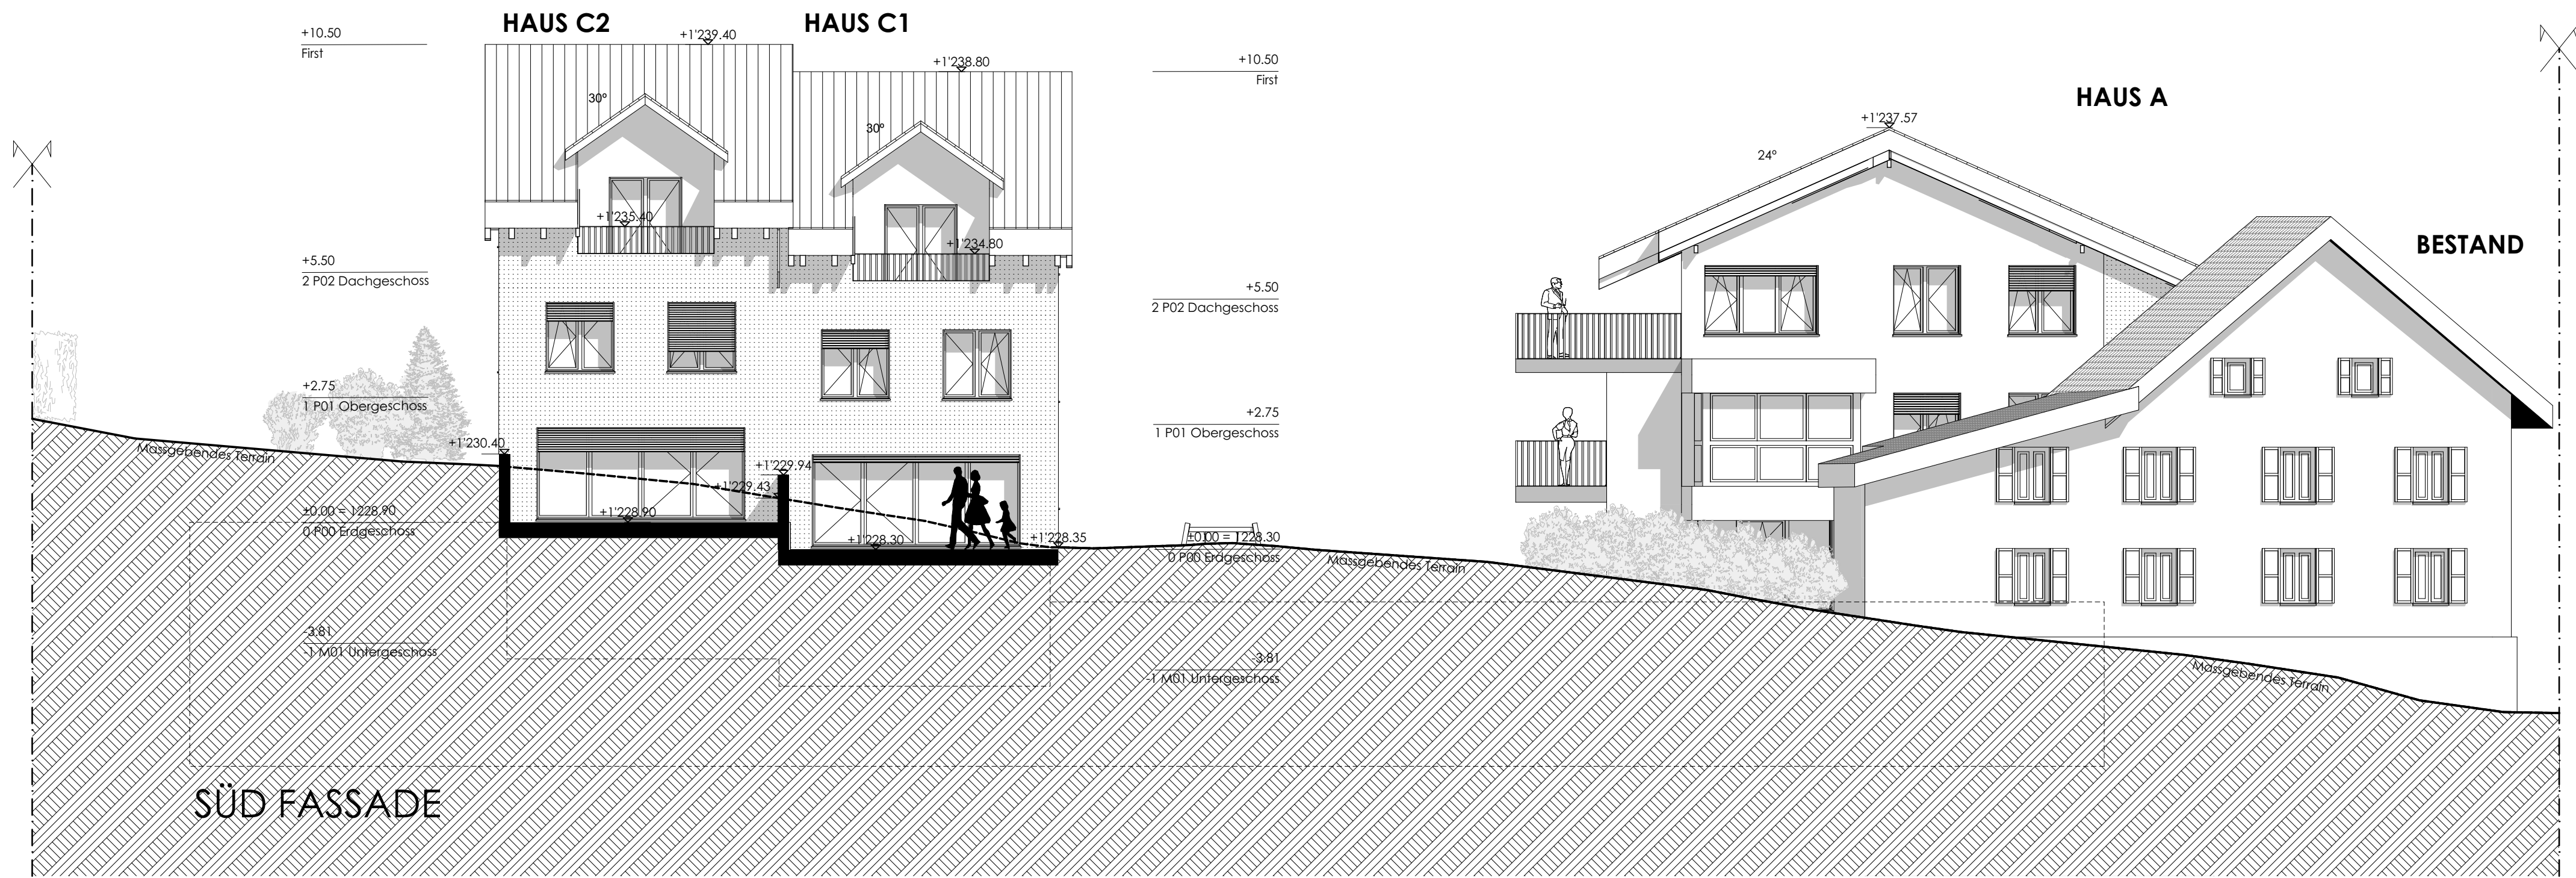 HAUS C2
HAUS C1
+10.50
First
+1'239.40
+1'238.80
+10.50
First
HAUS A
30°
30°
+1'237.57
24°
+1'235.40
+1'234.80
BESTAND
+5.50
2 P02 Dachgeschoss
+5.50
2 P02 Dachgeschoss
+2.75
1 P01 Obergeschoss
+2.75
1 P01 Obergeschoss
Massgebendes Terrain
+1'230.40
+1'229.94
+1'229.43
±0.00 = 1'228.90
0 P00 Erdgeschoss
+1'228.90
+1'228.30
+1'228.35
±0.00 = 1'228.30
0 P00 Erdgeschoss
Massgebendes Terrain
-3.81
-1 M01 Untergeschoss
-3.81
-1 M01 Untergeschoss
Massgebendes Terrain
SÜD FASSADE